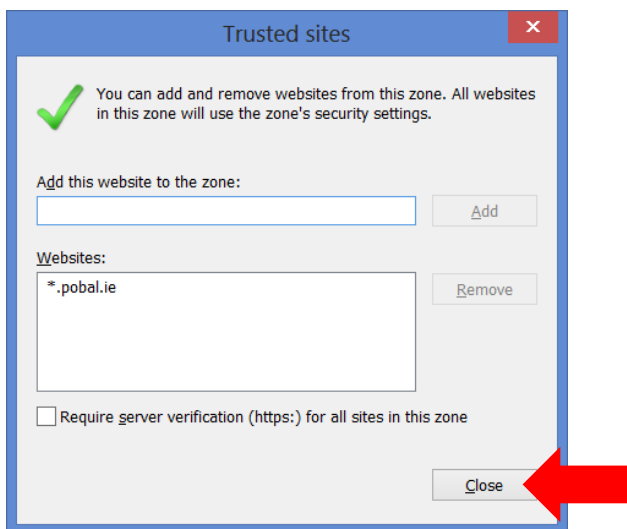 Trusted sites
You can add and remove websites from this zone. All websites
in this zone will use the zone's security settings.
Add this website to the zone:
Add
Websites:
*.pobal.ie
Remove
Require server verification (https:) for all sites in this zone
Close